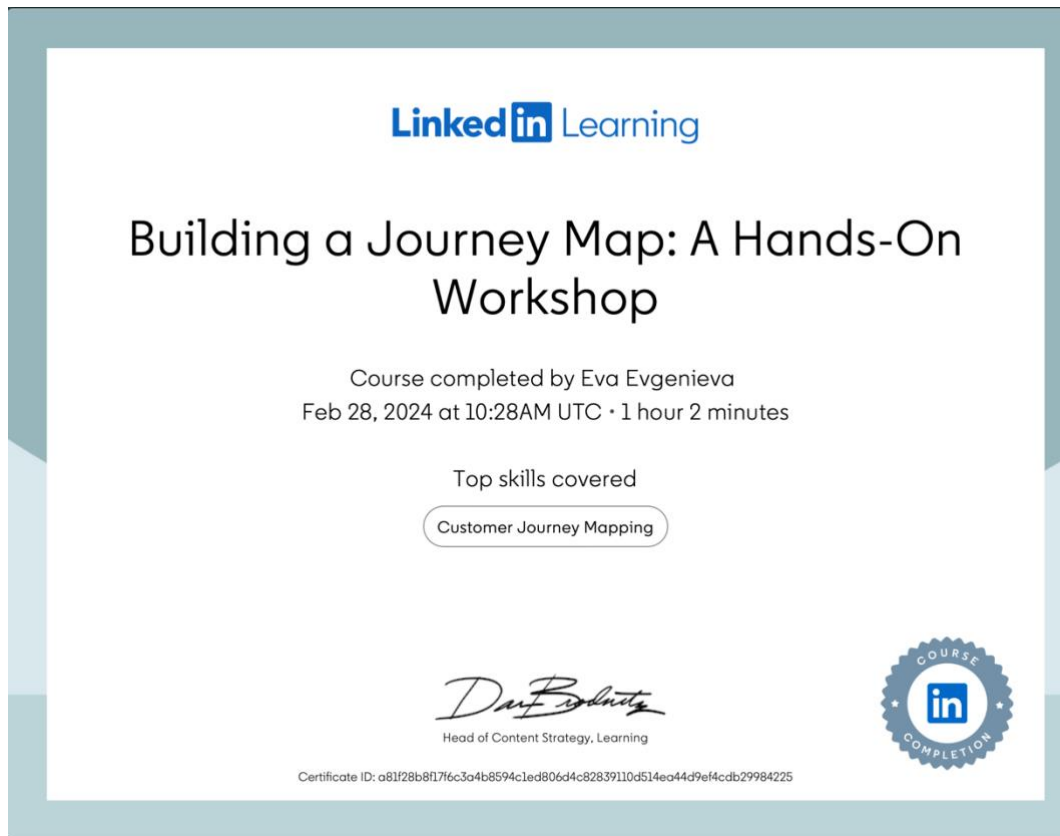 Linked in Learning
Building a Journey Map: A Hands-On
Workshop
Course completed by Eva Evgenieva
Feb 28, 2024 at 10:28AM UTC • 1 hour 2 minutes
Top skills covered
Customer Journey Mapping
Head of Content Strategy, Learning
Certificate ID: a81f28b8f17f6c3a4b8594c1ed806d4c82839110d514ea44d9ef4cdb29984225
COURSE
in
COMPLETION